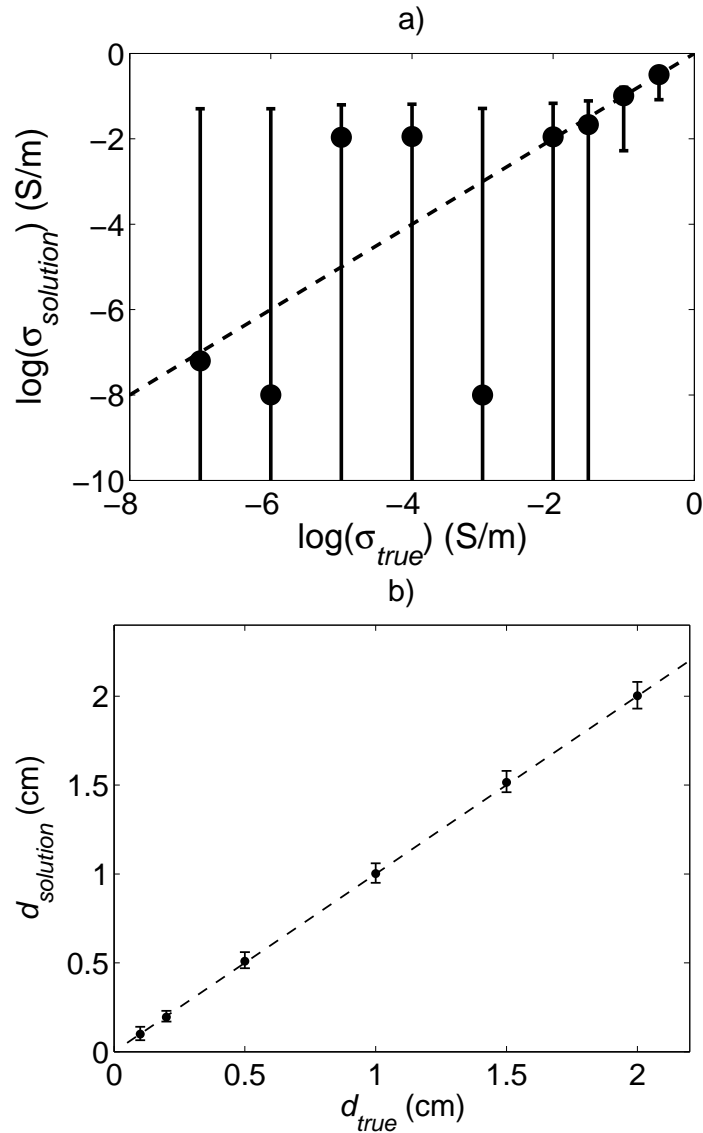 a)
0
−2
−4
−6
−8
−10
log(σsolution) (S/m)
−8 −6 −4 −2 0
log(σtrue) (S/m)
b)
2
1.5
1
0.5
0
dsolution (cm)
0 0.5 1 1.5 2
dtrue (cm)